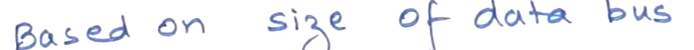 Based on size of data bus